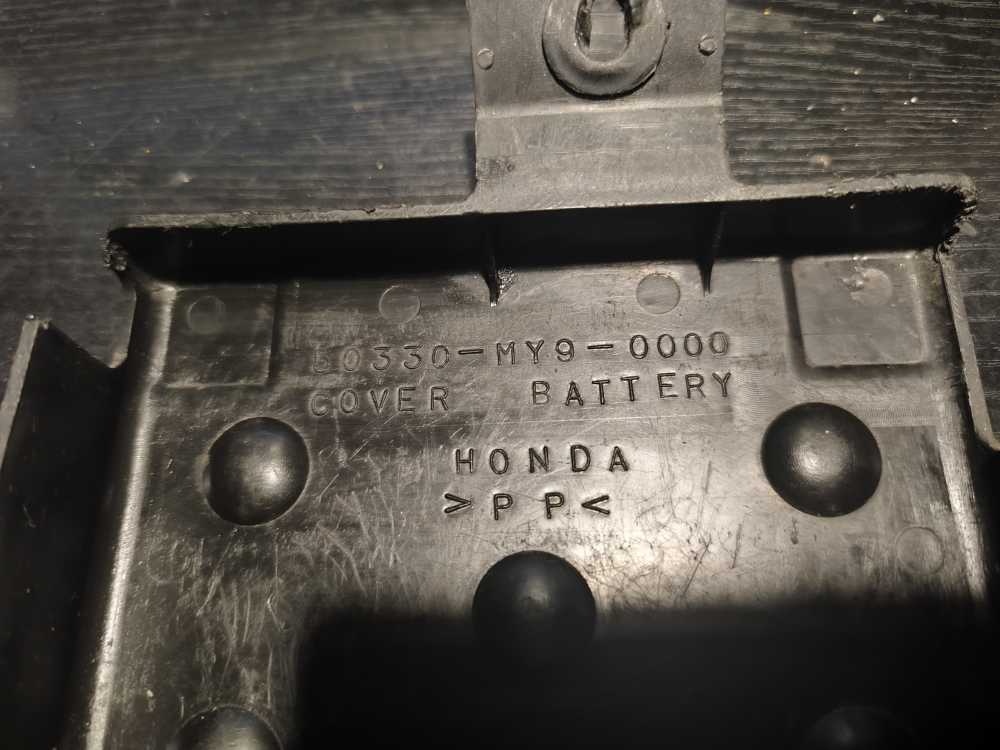 50330-MY9-0000
COVER BATTERY
HONDA
>PP<